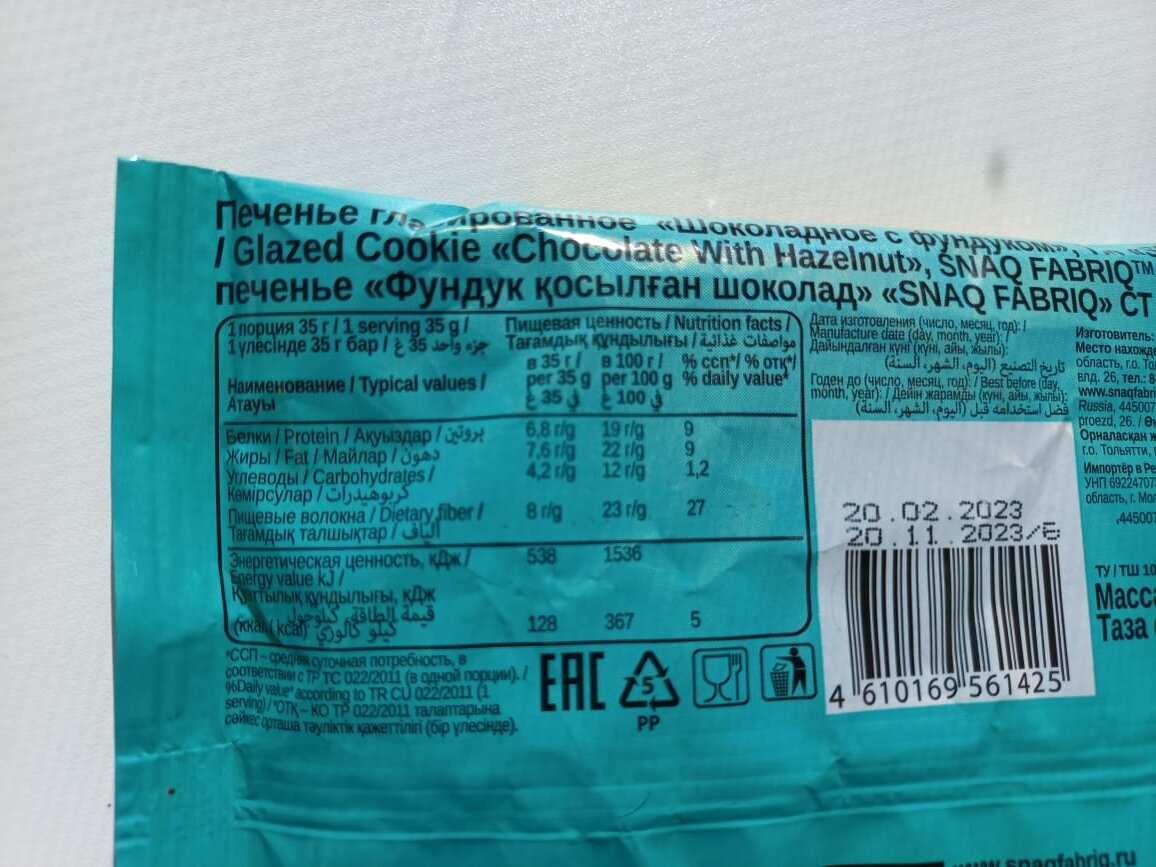 Печенье глазированное «Шоколадное с фундуком»,
/ Glazed Cookie «Chocolate With Hazelnut», SNAQ FABRIQ™
печенье «Фундук қосылған шоколад» «SNAQ FABRIQ» СТ
1 порция 35 г / 1 serving 35 g /
1 үлесінде 35 г бар / جزء واحد 35 غ
Пищевая ценность / Nutrition facts /
Тағамдық құндылығы / مواصفات غذائية
Наименование / Typical values /
Атауы
в 35 г / в 100 г / % ссп*/ % отқ*/
per 35 g per 100 g % daily value*
في 35 غ في 100 غ
Белки / Protein / Ақуыздар / بروتين 6,8 г/g 19 г/g 9
Жиры / Fat / Майлар / دهون 7,6 г/g 22 г/g 9
Углеводы / Carbohydrates / 4,2 г/g 12 г/g 1,2
Көмірсулар / كربوهيدرات
Пищевые волокна / Dietary fiber / 8 г/g 23 г/g 27
Тағамдық талшықтар / ألياف
Энергетическая ценность, кДж / 538 1536
Energy value kJ /
Қуаттылық құндылығы, кДж
قيمة الطاقة، كيلوجول
(ккал/ kcal) كيلو كالوري 128 367 5
*ССП – средняя суточная потребность, в
соответствии с ТР ТС 022/2011 (в одной порции). /
%Daily value* according to TR CU 022/2011 (1
serving) / *ОТҚ – КО ТР 022/2011 талаптарына
сәйкес орташа тәуліктік қажеттілігі (бір үлесінде).
EAC
5
PP
Дата изготовления (число, месяц, год): /
Manufacture date (day, month, year): /
Дайындалған күні (күні, айы, жылы):
تاريخ التصنيع (اليوم، الشهر، السنة)
Годен до (число, месяц, год): / Best before (day,
month, year): / Дейін жарамды (күні, айы, жылы):
فضل استخدامه قبل (اليوم، الشهر، السنة)
20.02.2023
20.11.2023/6
4 610169 561425
Изготовитель:
Место
область, г.о.
влд. 26, тел.: 8
www.snaqfabri
Russia, 445007
proezd, 26. /
Орналасқан
г.о. Тольятти,
Импортёр в Ре
УНП 69224707
область, г. Мол
,445007
ТУ / ТШ 10
Масса
Таза
www.snaqfabriq.ru